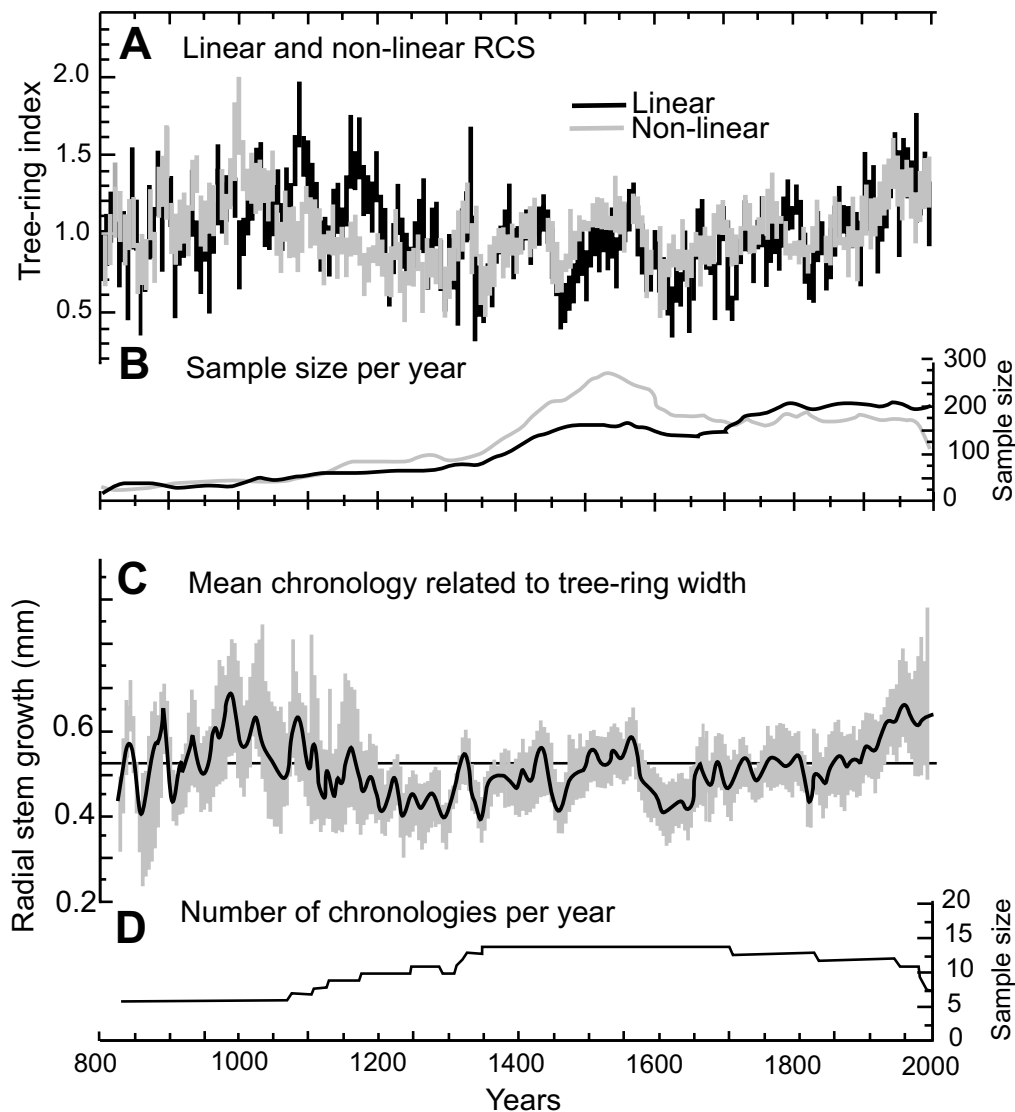 A Linear and non-linear RCS
Tree-ring index
2.0
1.5
1.0
0.5
Linear
Non-linear
B Sample size per year
300
200
100
0
Sample size
C Mean chronology related to tree-ring width
Radial stem growth (mm)
0.6
0.4
0.2
D Number of chronologies per year
20
15
10
5
0
Sample size
800 1000 1200 1400 1600 1800 2000
Years